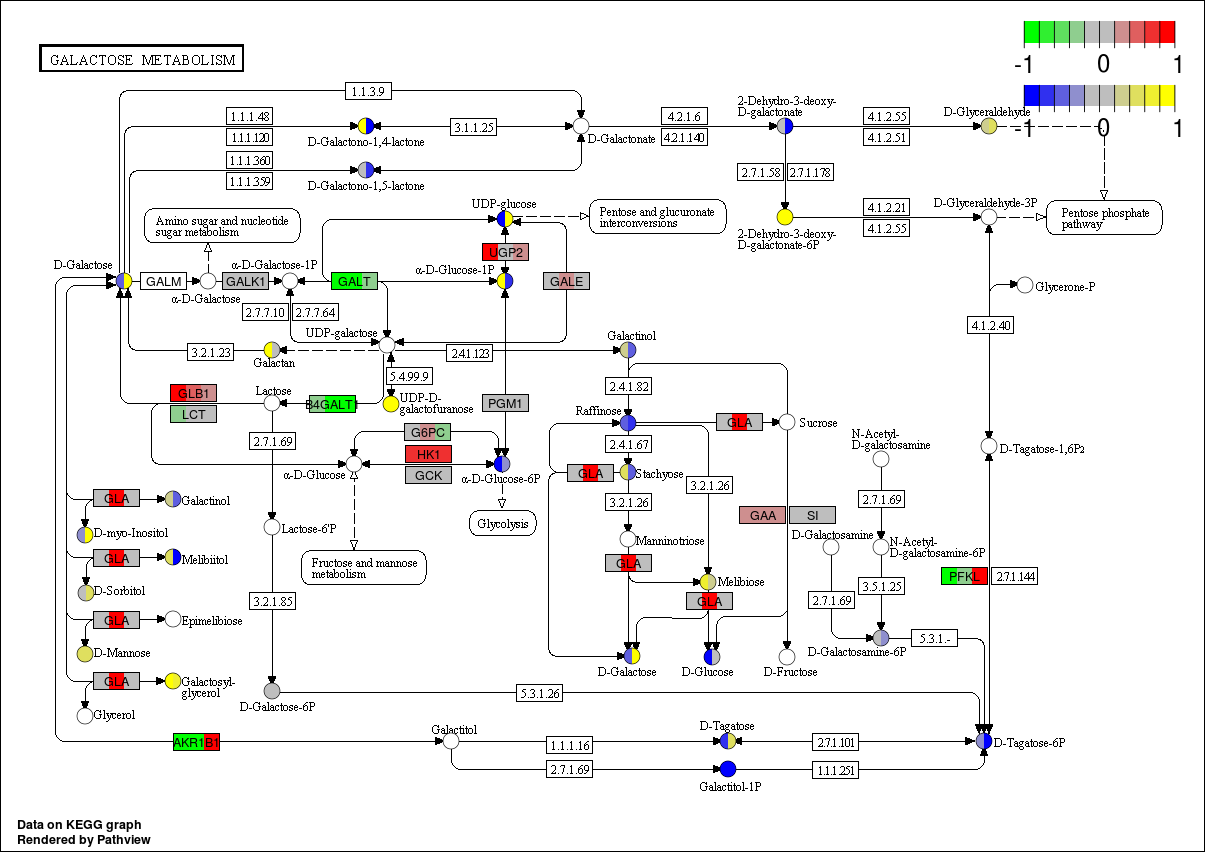 GALACTOSE METABOLISM
-1 0 1
-1 0 1
1.1.3.9
1.1.1.48
1.1.1.120
D-Galactono-1,4-lactone
3.1.1.25
D-Galactonate
4.2.1.6
4.2.1.140
2-Dehydro-3-deoxy-
D-galactonate
4.1.2.55
4.1.2.51
D-Glyceraldehyde
1.1.1.360
1.1.1.359
D-Galactono-1,5-lactone
2.7.1.58
2.7.1.178
UDP-glucose
Amino sugar and nucleotide
sugar metabolism
Pentose and glucuronate
interconversions
2-Dehydro-3-deoxy-
D-galactonate-6P
4.1.2.21
4.1.2.55
D-Glyceraldehyde-3P
Pentose phosphate
pathway
UGP2
D-Galactose
GALM
α-D-Galactose
GALK1
α-D-Galactose-1P
GALT
α-D-Glucose-1P
GALE
Glycerone-P
2.7.7.10
2.7.7.64
UDP-galactose
4.1.2.40
3.2.1.23
Galactan
2.4.1.123
Galactinol
5.4.99.9
UDP-D-
galactofuranose
2.4.1.82
GLB1
LCT
Lactose
B4GALT1
PGM1
Raffinose
GLA
Sucrose
2.7.1.69
G6PC
HK1
GCK
α-D-Glucose
α-D-Glucose-6P
2.4.1.67
GLA
Stachyose
3.2.1.26
3.2.1.26
N-Acetyl-
D-galactosamine
D-Tagatose-1,6P2
Glycolysis
2.7.1.69
GLA
Galactinol
D-myo-Inositol
Lactose-6'P
Fructose and mannose
metabolism
Manninotriose
GAA
SI
D-Galactosamine
N-Acetyl-
D-galactosamine-6P
GLA
Melibiitol
D-Sorbitol
GLA
Melibiose
GLA
PFKL
2.7.1.144
3.5.1.25
2.7.1.69
3.2.1.85
GLA
Epimelibiose
D-Mannose
D-Galactosamine-6P
5.3.1.-
D-Galactose
D-Glucose
D-Fructose
GLA
Galactosyl-
glycerol
Glycerol
D-Galactose-6P
5.3.1.26
AKR1B1
Galactitol
1.1.1.16
D-Tagatose
2.7.1.101
D-Tagatose-6P
2.7.1.69
Galactitol-1P
1.1.1.251
Data on KEGG graph
Rendered by Pathview